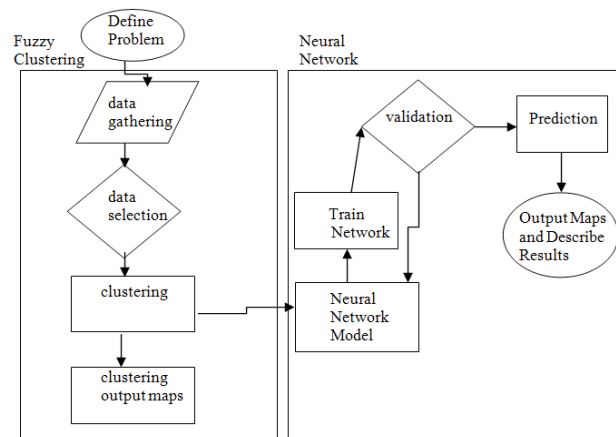 Define
Problem
Fuzzy
Clustering
data
gathering
data
selection
clustering
clustering
output maps
Neural
Network
validation
Prediction
Train
Network
Output Maps
and Describe
Results
Neural
Network
Model